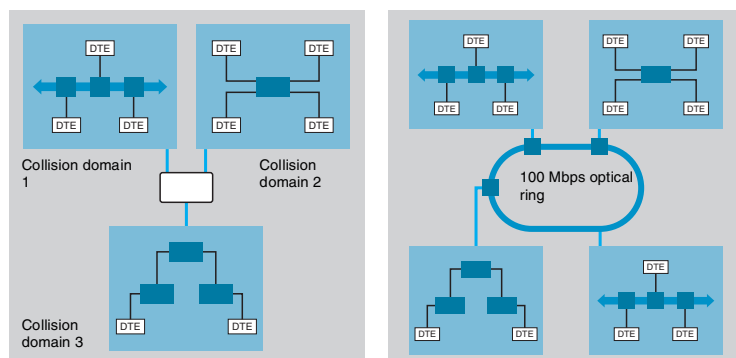 DTE
DTE
DTE
DTE
DTE
DTE
DTE
Collision domain
1
Collision
domain 2
DTE
DTE
Collision
domain 3
DTE
DTE
DTE
DTE
DTE
DTE
DTE
100 Mbps optical
ring
DTE
DTE
DTE
DTE
DTE